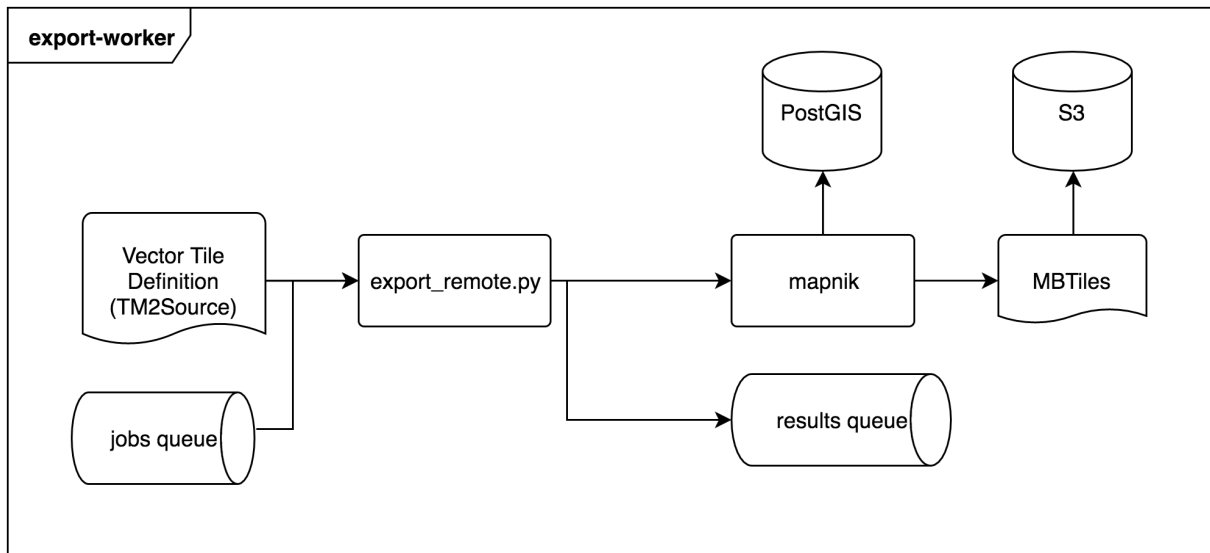 export-worker
PostGIS
S3
Vector Tile
Definition
(TM2Source)
export_remote.py
mapnik
MBTiles
jobs queue
results queue